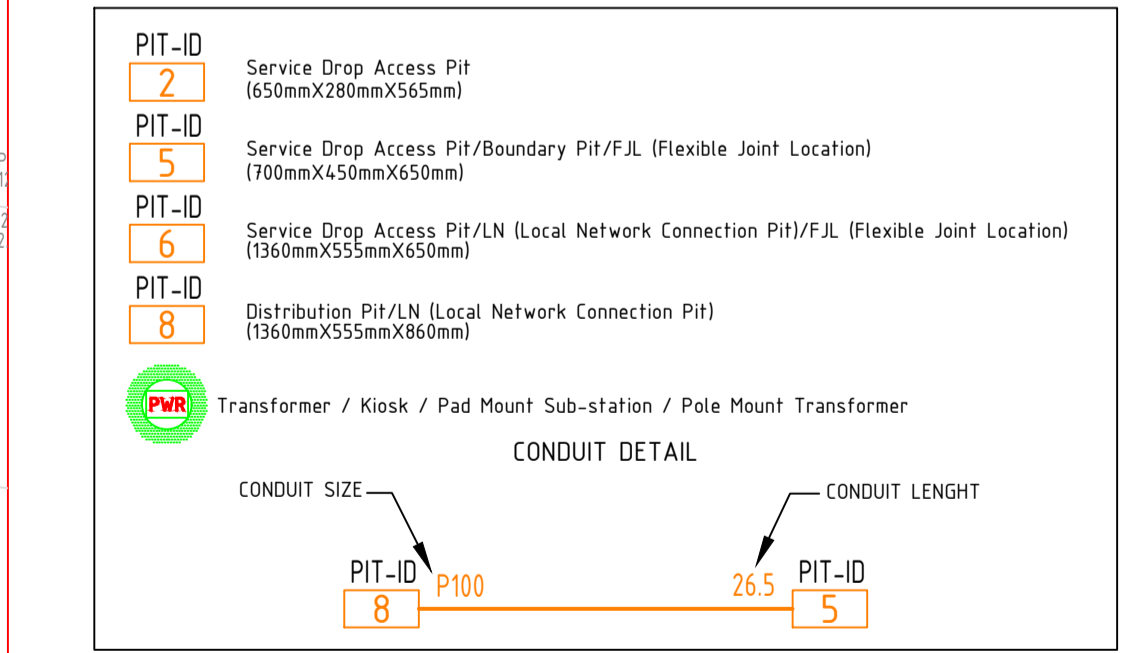 PIT-ID
2
Service Drop Access Pit
(650mmX280mmX565mm)
PIT-ID
5
Service Drop Access Pit/Boundary Pit/FJL (Flexible Joint Location)
(700mmX450mmX650mm)
PIT-ID
6
Service Drop Access Pit/LN (Local Network Connection Pit)/FJL (Flexible Joint Location)
(1360mmX555mmX650mm)
PIT-ID
8
Distribution Pit/LN (Local Network Connection Pit)
(1360mmX555mmX860mm)
PWR
Transformer / Kiosk / Pad Mount Sub-station / Pole Mount Transformer
CONDUIT DETAIL
CONDUIT SIZE
CONDUIT LENGHT
PIT-ID
8
P100
26.5
PIT-ID
5